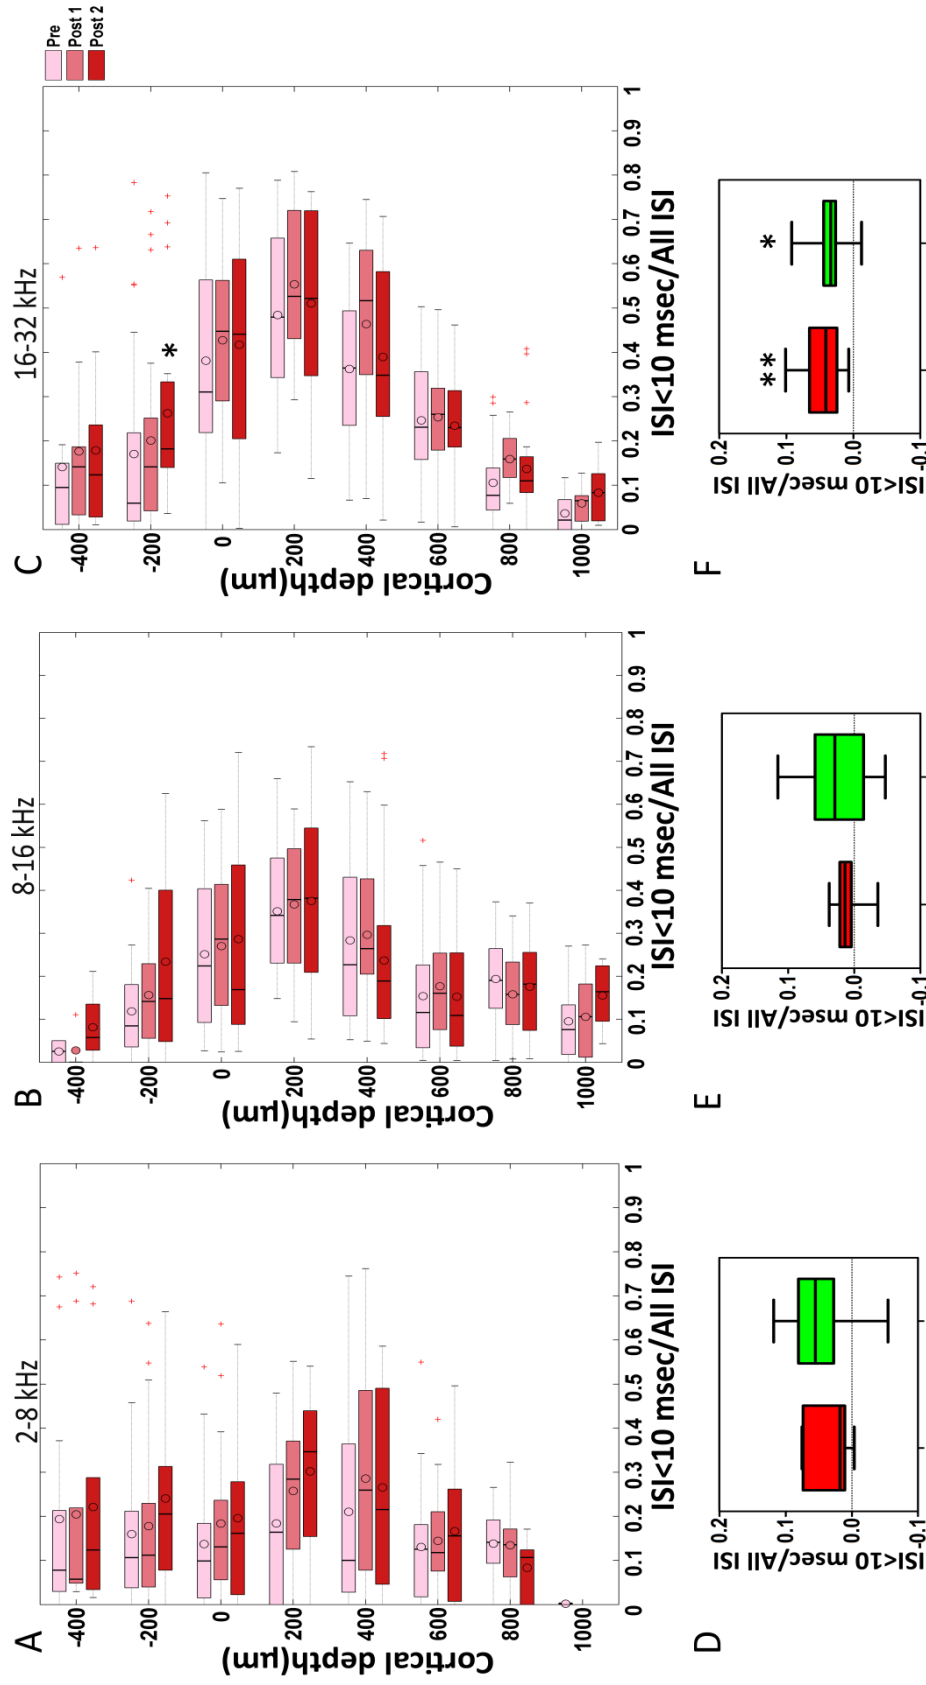 A
2-8 kHz
-400
-200
0
200
400
600
800
1000
Cortical depth(µm)
0 0.1 0.2 0.3 0.4 0.5 0.6 0.7 0.8 0.9 1
ISI<10 msec/All ISI
B
8-16 kHz
-400
-200
0
200
400
600
800
1000
Cortical depth(µm)
0 0.1 0.2 0.3 0.4 0.5 0.6 0.7 0.8 0.9 1
ISI<10 msec/All ISI
C
16-32 kHz
Pre
Post 1
Post 2
-400
-200
0
200
400
600
800
1000
*
Cortical depth(µm)
0 0.1 0.2 0.3 0.4 0.5 0.6 0.7 0.8 0.9 1
ISI<10 msec/All ISI
D
ISI<10 msec/All ISI
0.2
0.1
0.0
-0.1
E
ISI<10 msec/All ISI
0.2
0.1
0.0
-0.1
F
ISI<10 msec/All ISI
0.2
0.1
0.0
-0.1
** *